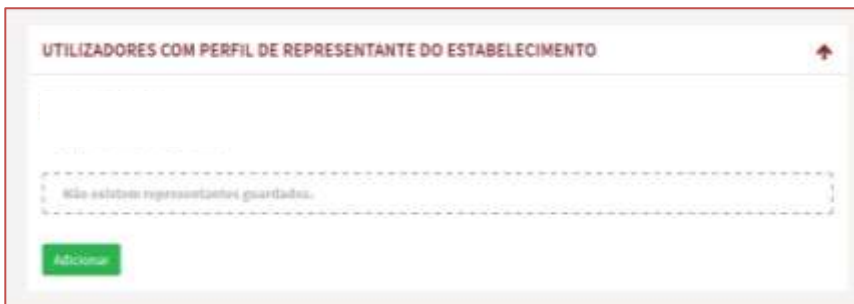 UTILIZADORES COM PERFIL DE REPRESENTANTE DO ESTABELECIMENTO
Não existem representantes guardados.
Adicionar